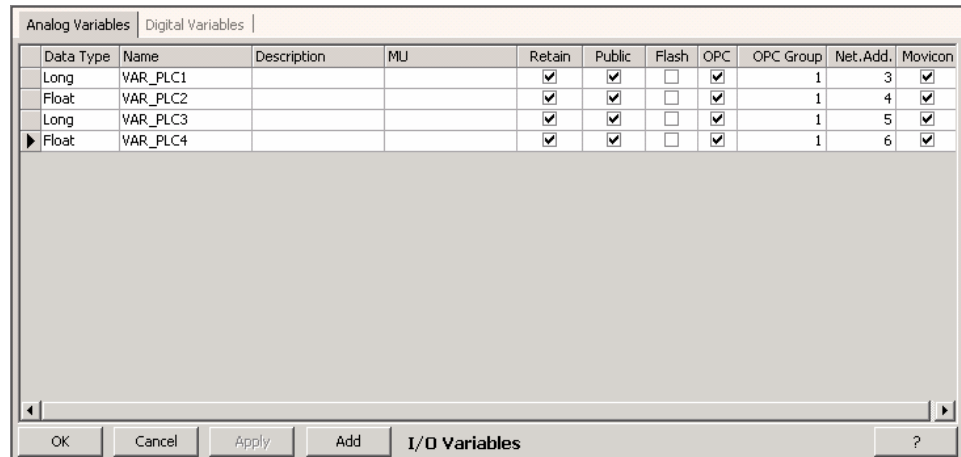 Analog Variables Digital Variables
Data Type Name Description MU Retain Public Flash OPC OPC Group Net.Add. Movicon
Long VAR_PLC1 1 3
Float VAR_PLC2 1 4
Long VAR_PLC3 1 5
Float VAR_PLC4 1 6
OK Cancel Apply Add I/O Variables ?